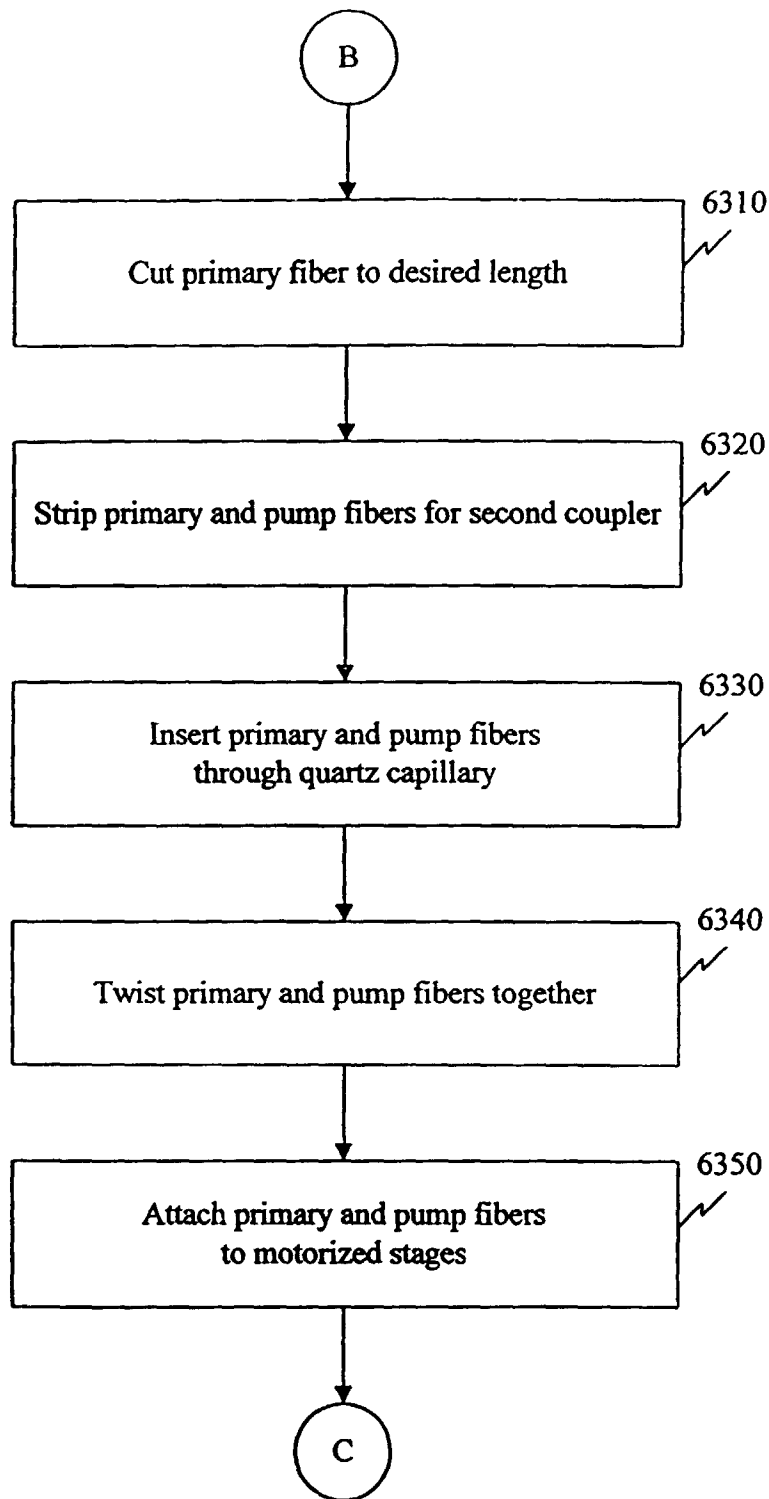 B
6310
Cut primary fiber to desired length
6320
Strip primary and pump fibers for second coupler
6330
Insert primary and pump fibers
through quartz capillary
6340
Twist primary and pump fibers together
6350
Attach primary and pump fibers
to motorized stages
C